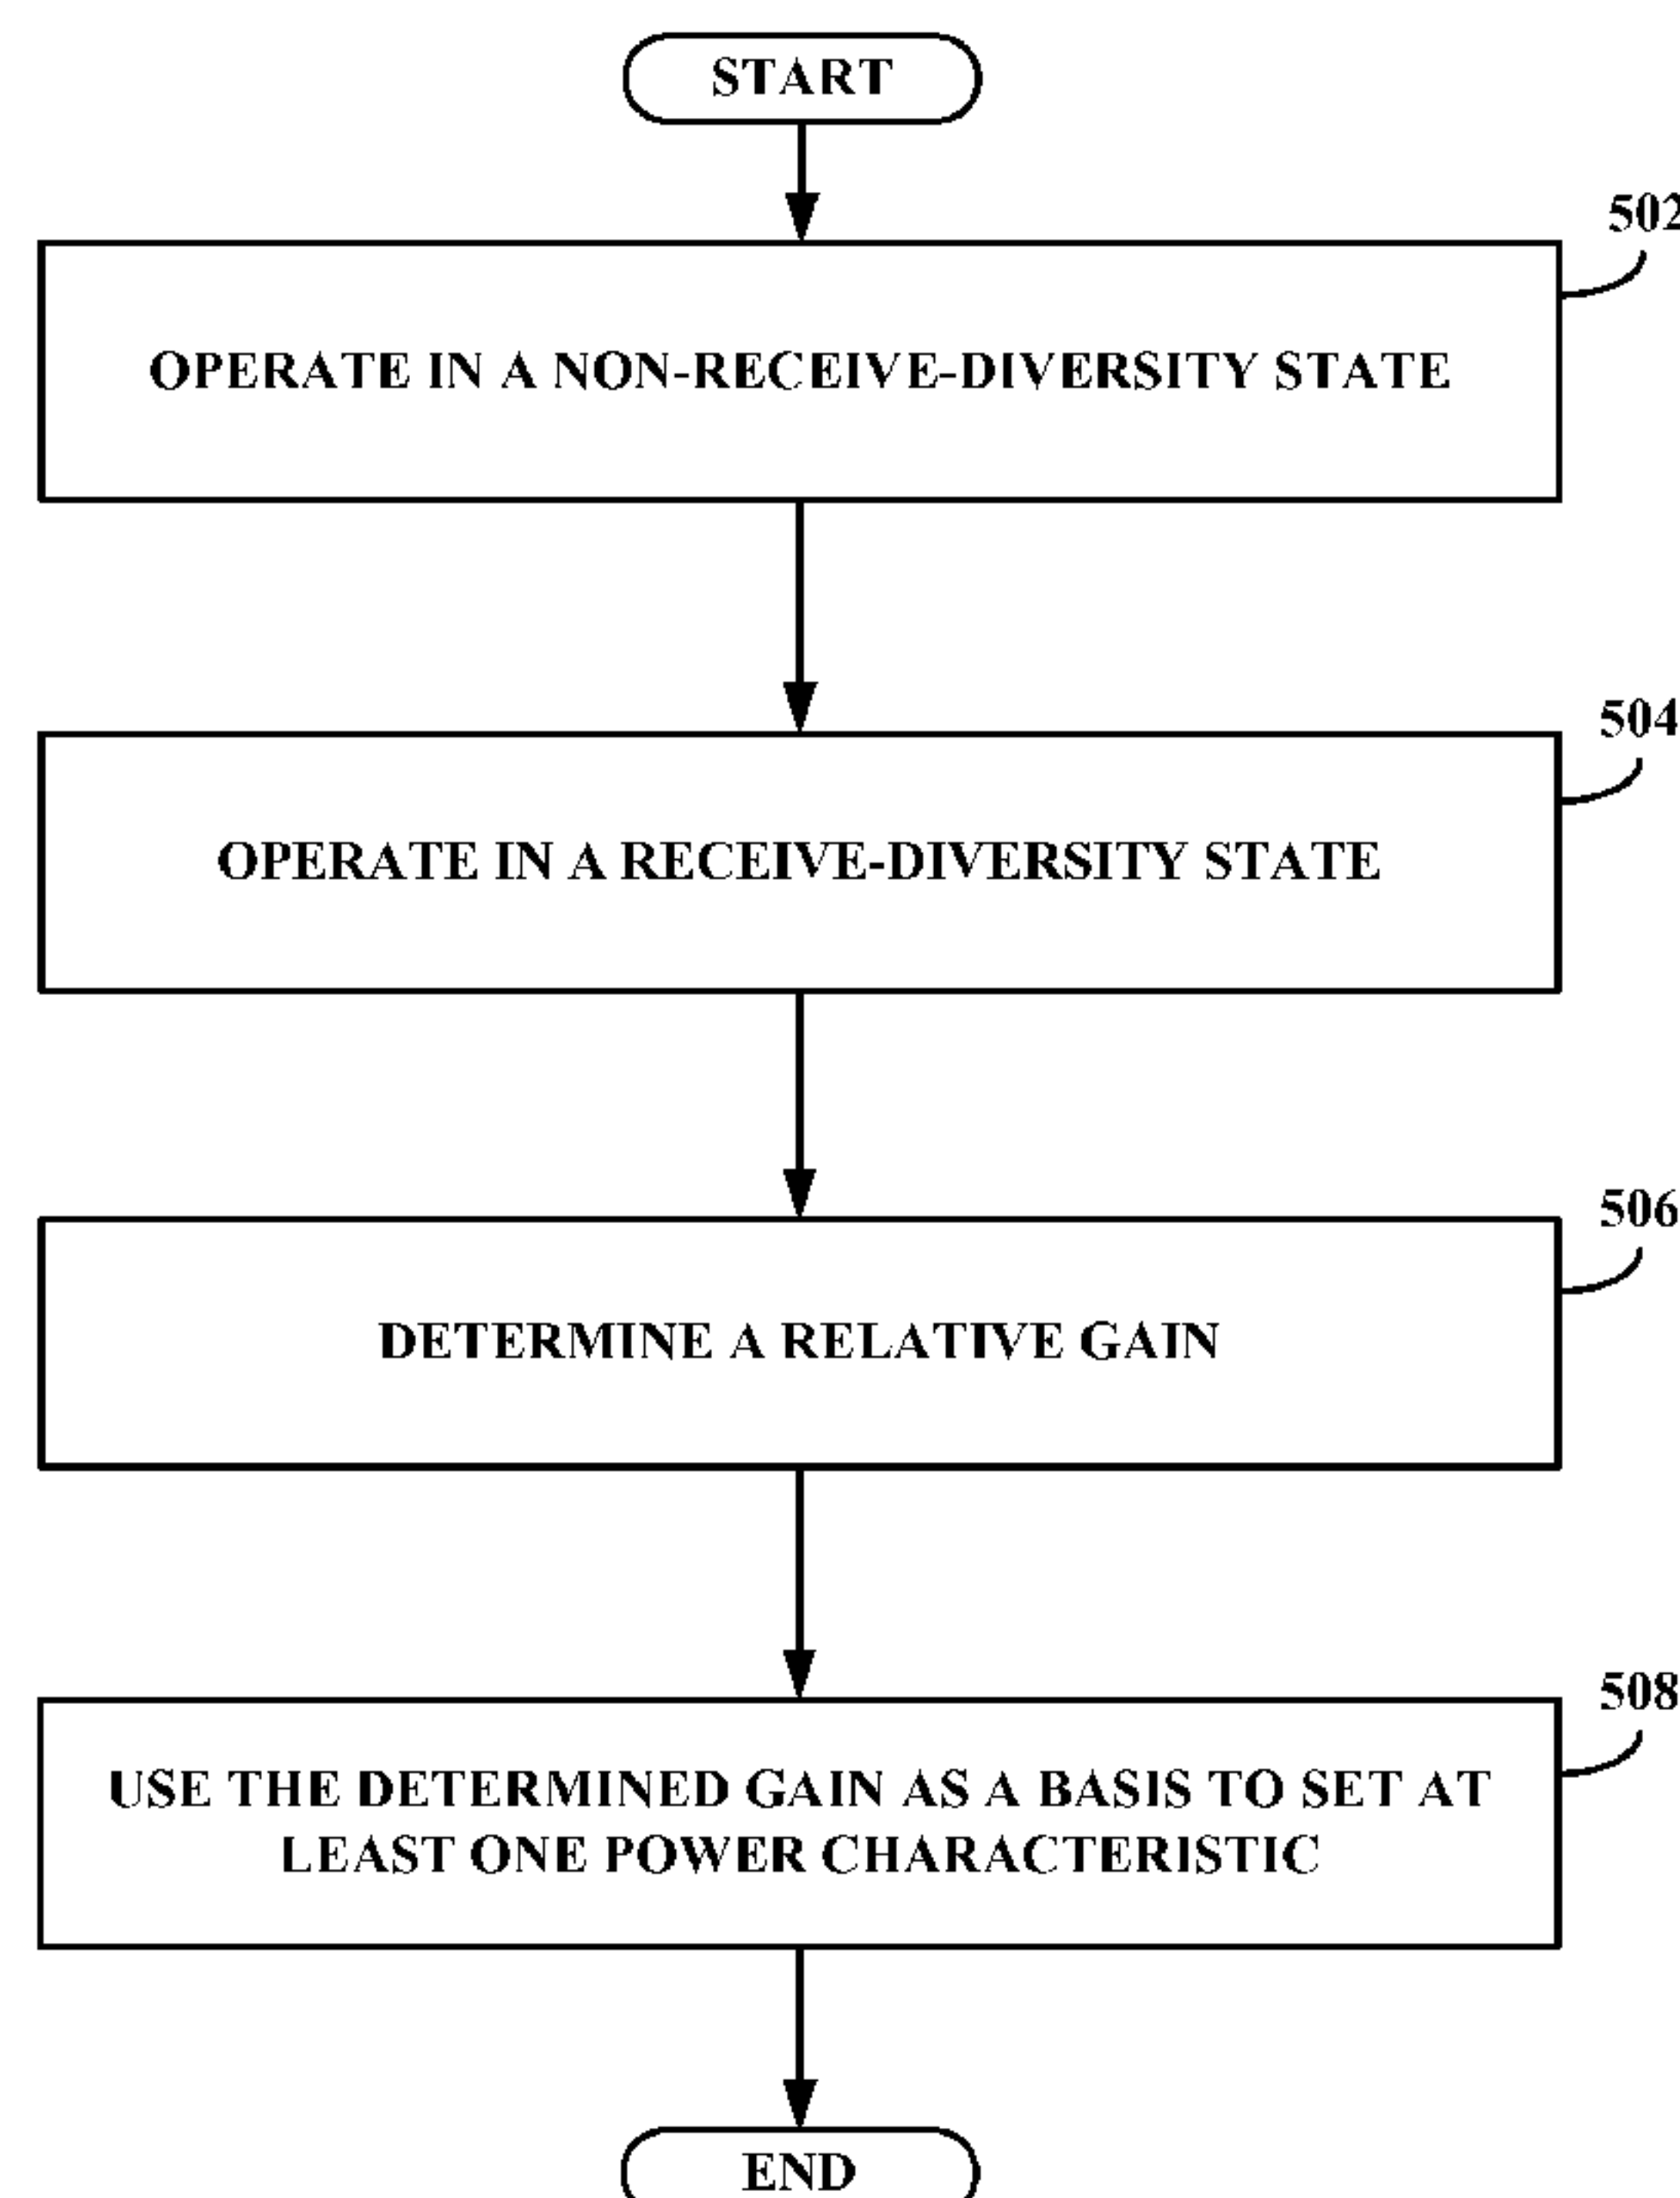 START
502
OPERATE IN A NON-RECEIVE-DIVERSITY STATE
504
OPERATE IN A RECEIVE-DIVERSITY STATE
506
DETERMINE A RELATIVE GAIN
508
USE THE DETERMINED GAIN AS A BASIS TO SET AT
LEAST ONE POWER CHARACTERISTIC
END